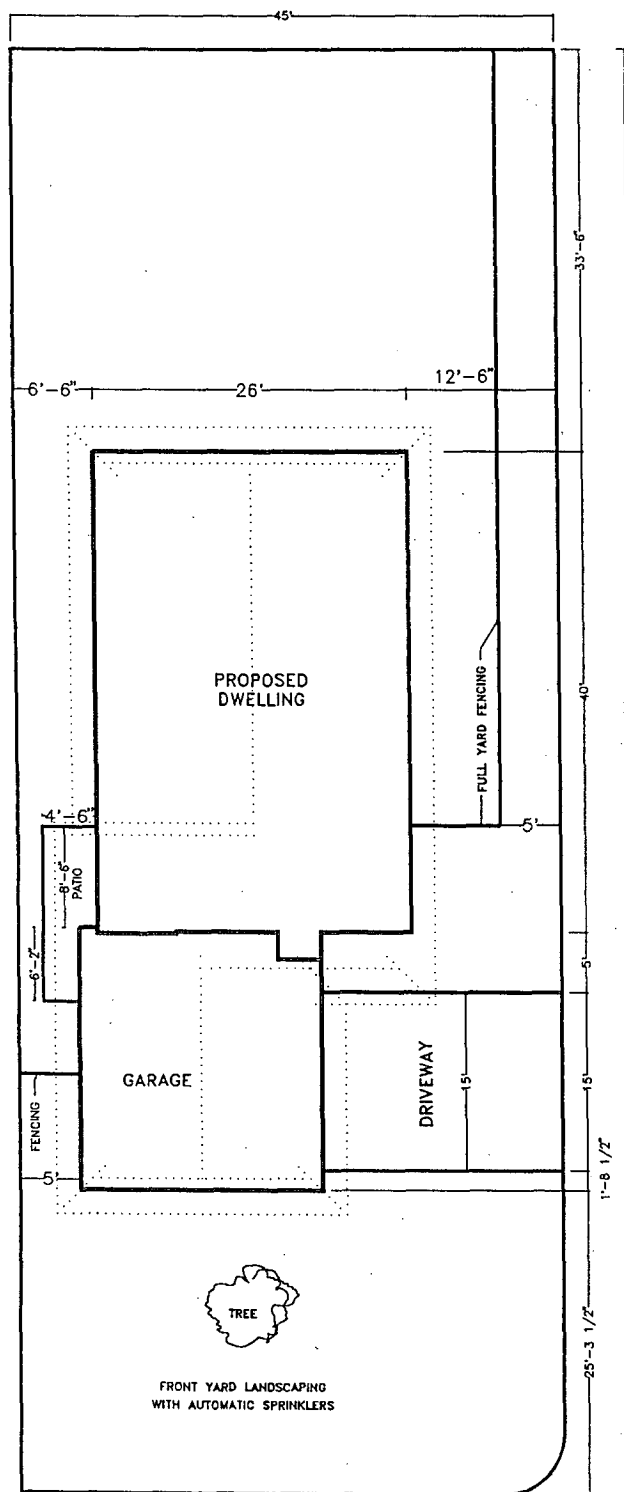 45'
33'-6"
6'-6"
26'
12'-6"
PROPOSED
DWELLING
FULL YARD FENCING
40'
4'-6"
8'-6"
PATIO
5'
6'-2"
5'
GARAGE
DRIVEWAY
15'
15'
FENCING
5'
1'-8 1/2"
TREE
25'-3 1/2"
FRONT YARD LANDSCAPING
WITH AUTOMATIC SPRINKLERS